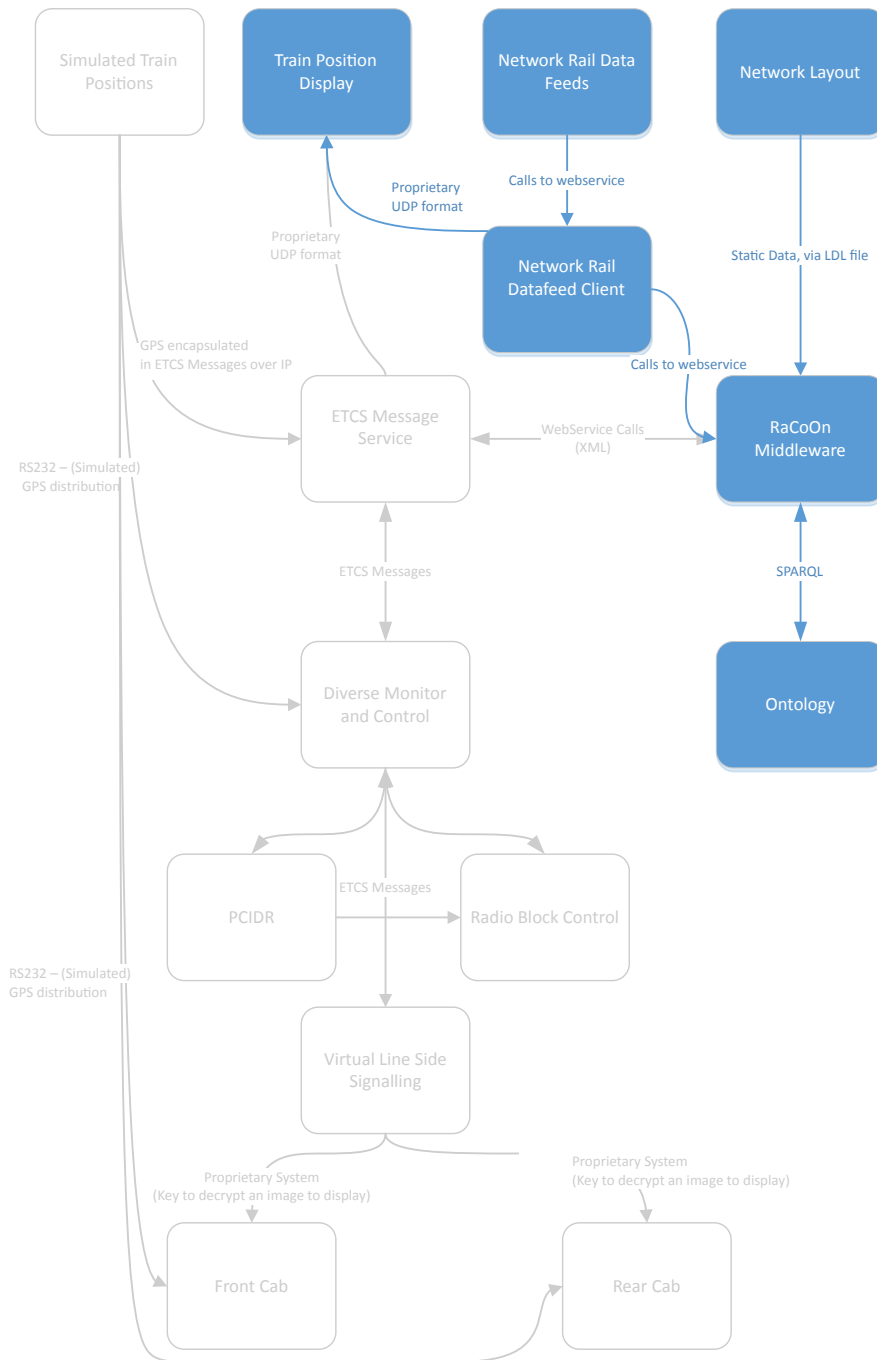 Simulated Train
Positions
Train Position
Display
Network Rail Data
Feeds
Network Layout
Proprietary
UDP format
Calls to webservice
Proprietary
UDP format
Network Rail
Datafeed Client
Static Data, via LDL file
GPS encapsulated
in ETCS Messages over IP
Calls to webservice
ETCS Message
Service
WebService Calls
(XML)
RaCoOn
Middleware
RS232 – (Simulated)
GPS distribution
ETCS Messages
SPARQL
Diverse Monitor
and Control
Ontology
ETCS Messages
PCIDR
Radio Block Control
RS232 – (Simulated)
GPS distribution
Virtual Line Side
Signalling
Proprietary System
(Key to decrypt an image to display)
Proprietary System
(Key to decrypt an image to display)
Front Cab
Rear Cab